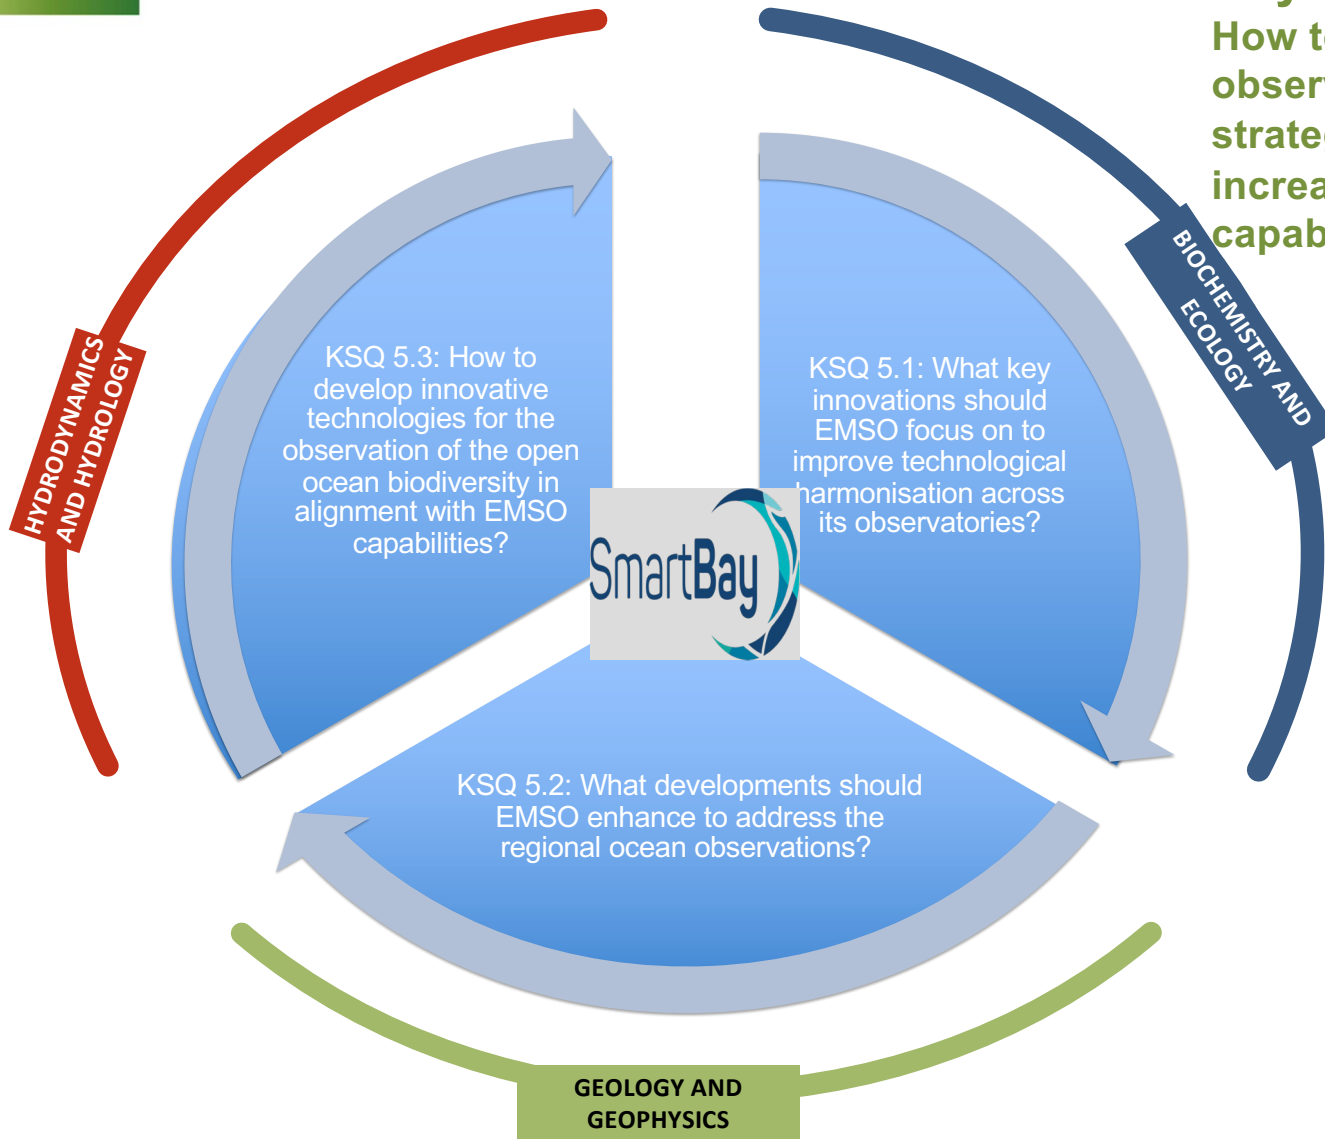 How
observ
strate
increa
capab
HYDRODYNAMICS
AND HYDROLOGY
BIOCHEMISTRY AND
ECOLOGY
KSQ 5.3: How to
develop innovative
technologies for the
observation of the open
ocean biodiversity in
alignment with EMSO
capabilities?
KSQ 5.1: What key
innovations should
EMSO focus on to
improve technological
harmonisation across
its observatories?
SmartBay
KSQ 5.2: What developments should
EMSO enhance to address the
regional ocean observations?
GEOLOGY AND
GEOPHYSICS